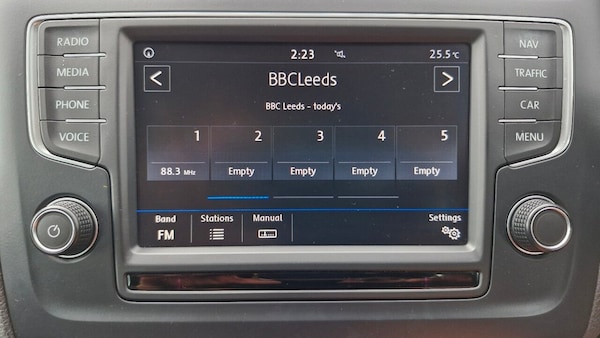 RADIO
MEDIA
PHONE
VOICE
2:23 25.5 °C
< BBCLeeds >
BBC Leeds - today's
1 2 3 4 5
88.3 MHz Empty Empty Empty Empty
Band Stations Manual Settings
FM
NAV
TRAFFIC
CAR
MENU